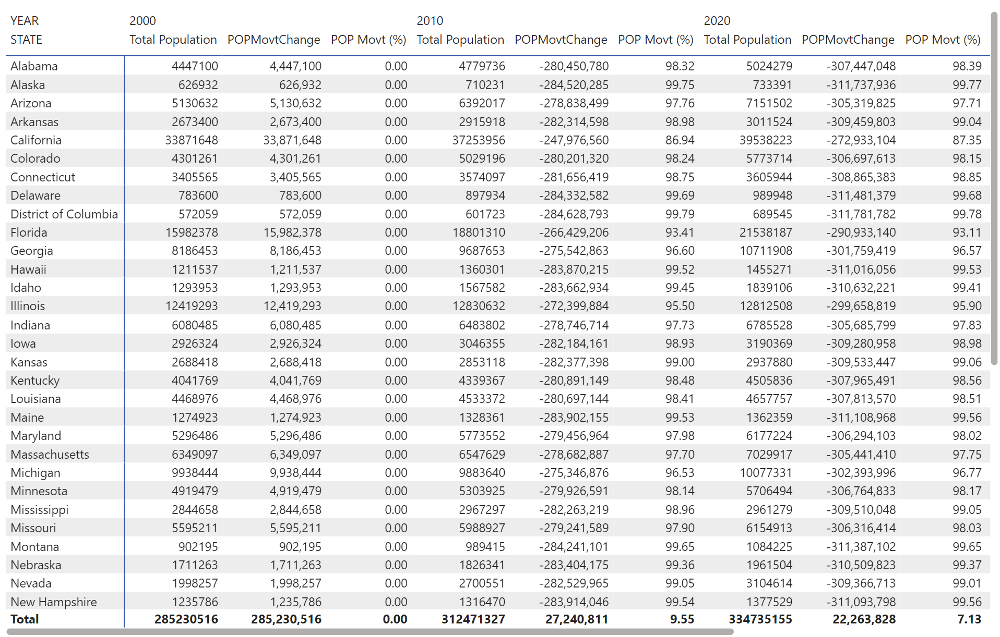 YEAR 2000 2010 2020
STATE Total Population POPMovtChange POP Movt (%) Total Population POPMovtChange POP Movt (%) Total Population POPMovtChange POP Movt (%)
Alabama 4447100 4,447,100 0.00 4779736 -280,450,780 98.32 5024279 -307,447,048 98.39
Alaska 626932 626,932 0.00 710231 -284,520,285 99.75 733391 -311,737,936 99.77
Arizona 5130632 5,130,632 0.00 6392017 -278,838,499 97.76 7151502 -305,319,825 97.71
Arkansas 2673400 2,673,400 0.00 2915918 -282,314,598 98.98 3011524 -309,459,803 99.04
California 33871648 33,871,648 0.00 37253956 -247,976,560 86.94 39538223 -272,933,104 87.35
Colorado 4301261 4,301,261 0.00 5029196 -280,201,320 98.24 5773714 -306,697,613 98.15
Connecticut 3405565 3,405,565 0.00 3574097 -281,656,419 98.75 3605944 -308,865,383 98.85
Delaware 783600 783,600 0.00 897934 -284,332,582 99.69 989948 -311,481,379 99.68
District of Columbia 572059 572,059 0.00 601723 -284,628,793 99.79 689545 -311,781,782 99.78
Florida 15982378 15,982,378 0.00 18801310 -266,429,206 93.41 21538187 -290,933,140 93.11
Georgia 8186453 8,186,453 0.00 9687653 -275,542,863 96.60 10711908 -301,759,419 96.57
Hawaii 1211537 1,211,537 0.00 1360301 -283,870,215 99.52 1455271 -311,016,056 99.53
Idaho 1293953 1,293,953 0.00 1567582 -283,662,934 99.45 1839106 -310,632,221 99.41
Illinois 12419293 12,419,293 0.00 12830632 -272,399,884 95.50 12812508 -299,658,819 95.90
Indiana 6080485 6,080,485 0.00 6483802 -278,746,714 97.73 6785528 -305,685,799 97.83
Iowa 2926324 2,926,324 0.00 3046355 -282,184,161 98.93 3190369 -309,280,958 98.98
Kansas 2688418 2,688,418 0.00 2853118 -282,377,398 99.00 2937880 -309,533,447 99.06
Kentucky 4041769 4,041,769 0.00 4339367 -280,891,149 98.48 4505836 -307,965,491 98.56
Louisiana 4468976 4,468,976 0.00 4533372 -280,697,144 98.41 4657757 -307,813,570 98.51
Maine 1274923 1,274,923 0.00 1328361 -283,902,155 99.53 1362359 -311,108,968 99.56
Maryland 5296486 5,296,486 0.00 5773552 -279,456,964 97.98 6177224 -306,294,103 98.02
Massachusetts 6349097 6,349,097 0.00 6547629 -278,682,887 97.70 7029917 -305,441,410 97.75
Michigan 9938444 9,938,444 0.00 9883640 -275,346,876 96.53 10077331 -302,393,996 96.77
Minnesota 4919479 4,919,479 0.00 5303925 -279,926,591 98.14 5706494 -306,764,833 98.17
Mississippi 2844658 2,844,658 0.00 2967297 -282,263,219 98.96 2961279 -309,510,048 99.05
Missouri 5595211 5,595,211 0.00 5988927 -279,241,589 97.90 6154913 -306,316,414 98.03
Montana 902195 902,195 0.00 989415 -284,241,101 99.65 1084225 -311,387,102 99.65
Nebraska 1711263 1,711,263 0.00 1826341 -283,404,175 99.36 1961504 -310,509,823 99.37
Nevada 1998257 1,998,257 0.00 2700551 -282,529,965 99.05 3104614 -309,366,713 99.01
New Hampshire 1235786 1,235,786 0.00 1316470 -283,914,046 99.54 1377529 -311,093,798 99.56
Total 285230516 285,230,516 0.00 312471327 27,240,811 9.55 334735155 22,263,828 7.13